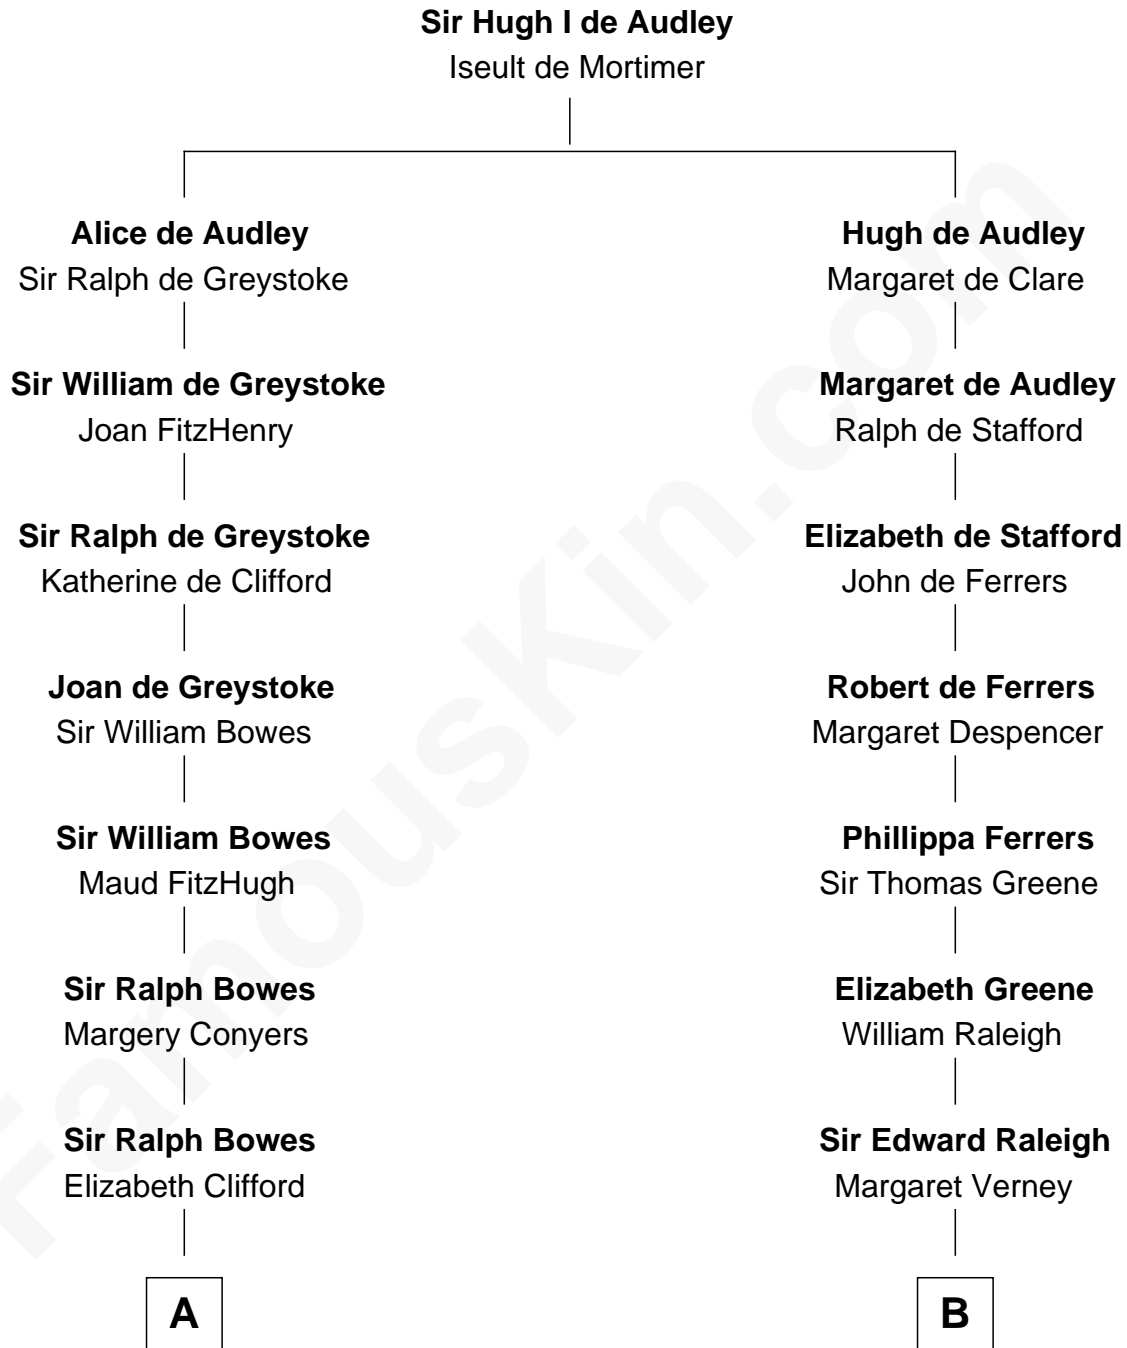 Sir Hugh I de Audley
Iseult de Mortimer
Alice de Audley
Sir Ralph de Greystoke
Hugh de Audley
Margaret de Clare
Sir William de Greystoke
Joan FitzHenry
Margaret de Audley
Ralph de Stafford
Sir Ralph de Greystoke
Katherine de Clifford
Elizabeth de Stafford
John de Ferrers
Joan de Greystoke
Sir William Bowes
Robert de Ferrers
Margaret Despencer
Sir William Bowes
Maud FitzHugh
Phillippa Ferrers
Sir Thomas Greene
Sir Ralph Bowes
Margery Conyers
Elizabeth Greene
William Raleigh
Sir Ralph Bowes
Elizabeth Clifford
Sir Edward Raleigh
Margaret Verney
A
B
FamousKin.com